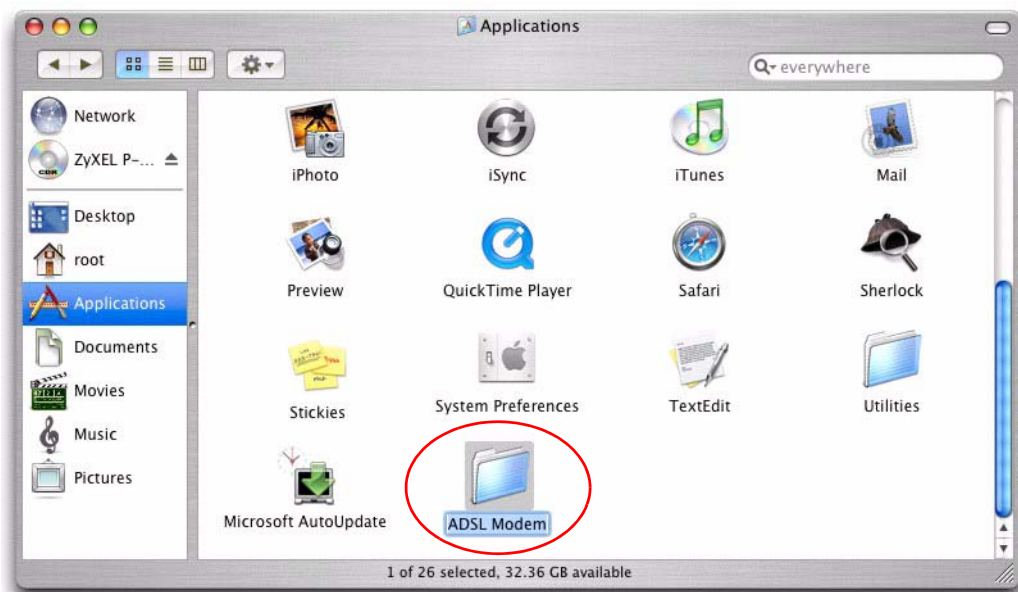 Applications
everywhere
Network
ZyXEL P-...
Desktop
root
Applications
Documents
Movies
Music
Pictures
iPhoto
iSync
iTunes
Mail
Preview
QuickTime Player
Safari
Sherlock
Stickies
System Preferences
TextEdit
Utilities
Microsoft AutoUpdate
ADSL Modem
1 of 26 selected, 32.36 GB available